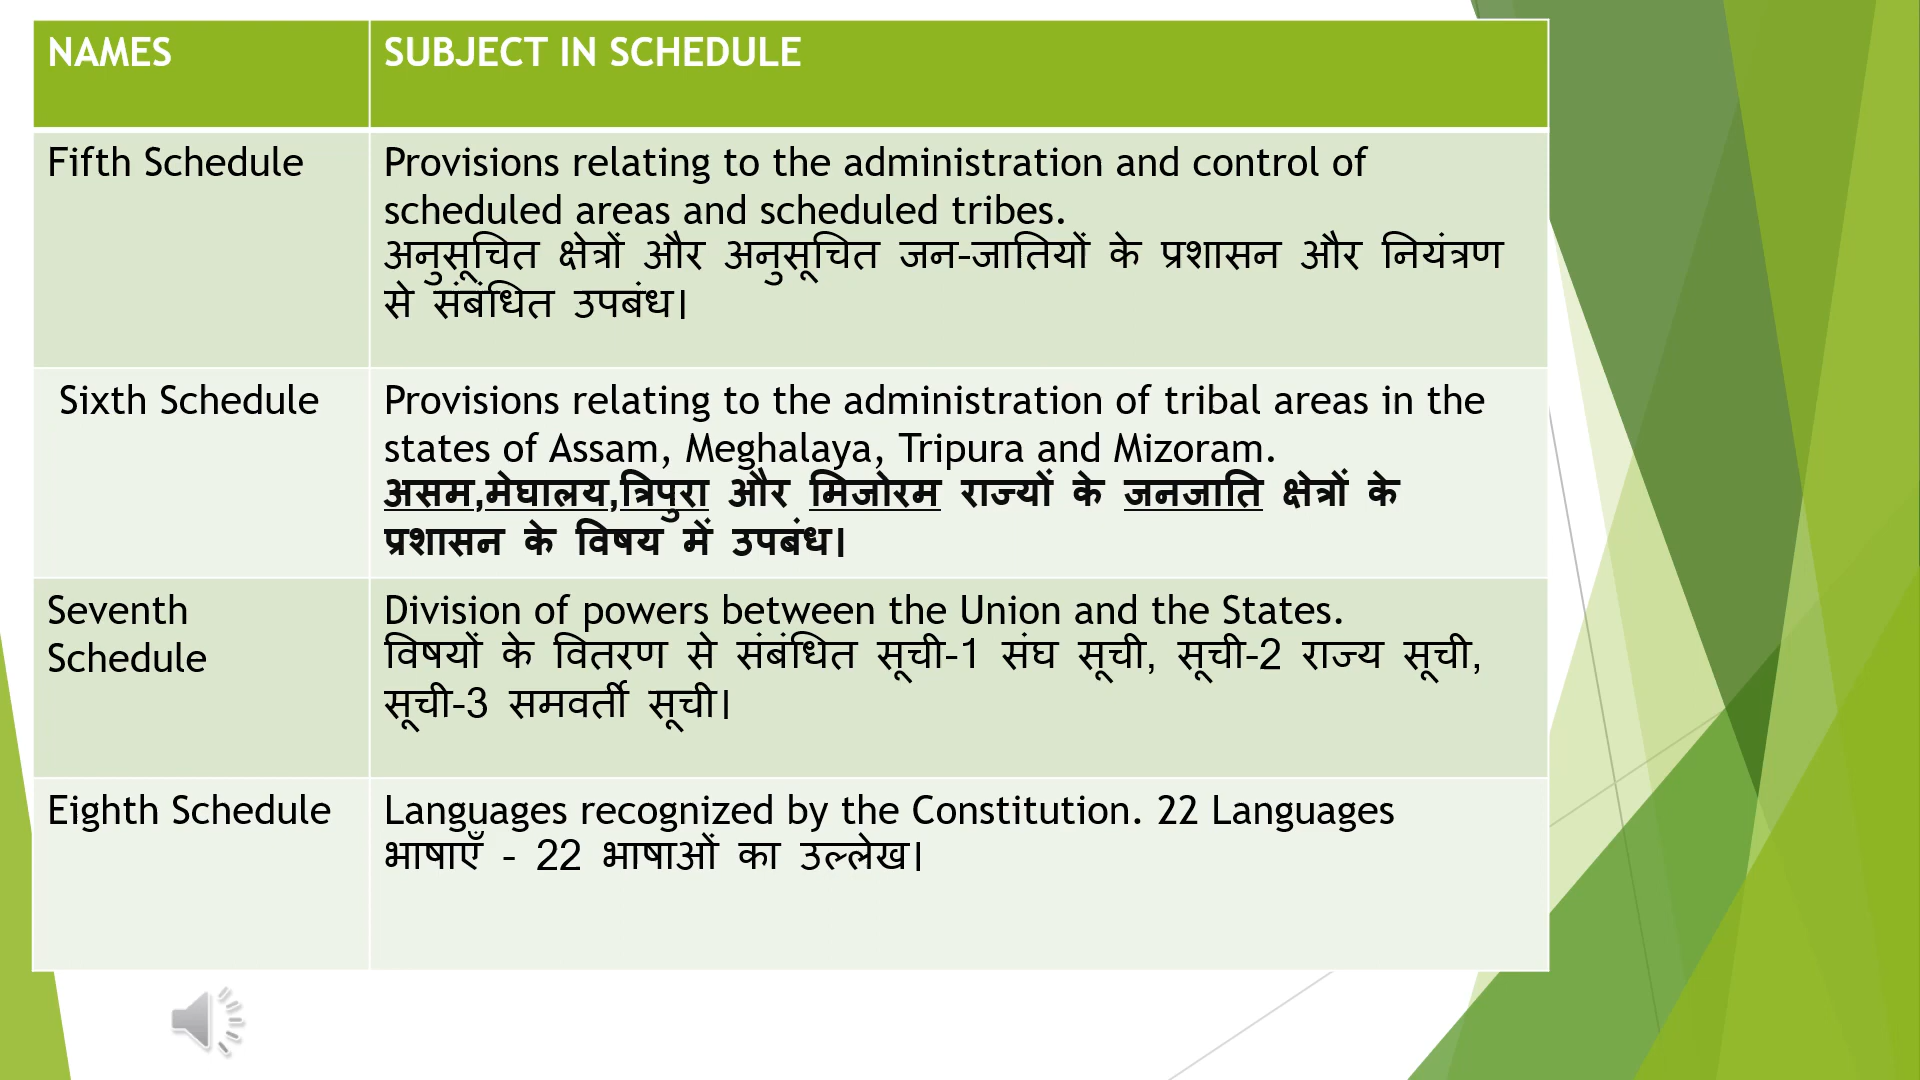 NAMES
SUBJECT IN SCHEDULE
Fifth Schedule
Provisions relating to the administration and control of
scheduled areas and scheduled tribes.
अनुसूचित क्षेत्रों और अनुसूचित जन-जातियों के प्रशासन और नियंत्रण
से संबंधित उपबंध।
Sixth Schedule
Provisions relating to the administration of tribal areas in the
states of Assam, Meghalaya, Tripura and Mizoram.
असम,मेघालय,त्रिपुरा और मिजोरम राज्यों के जनजाति क्षेत्रों के
प्रशासन के विषय में उपबंध।
Seventh
Schedule
Division of powers between the Union and the States.
विषयों के वितरण से संबंधित सूची-1 संघ सूची, सूची-2 राज्य सूची,
सूची-3 समवर्ती सूची।
Eighth Schedule
Languages recognized by the Constitution. 22 Languages
भाषाएँ - 22 भाषाओं का उल्लेख।